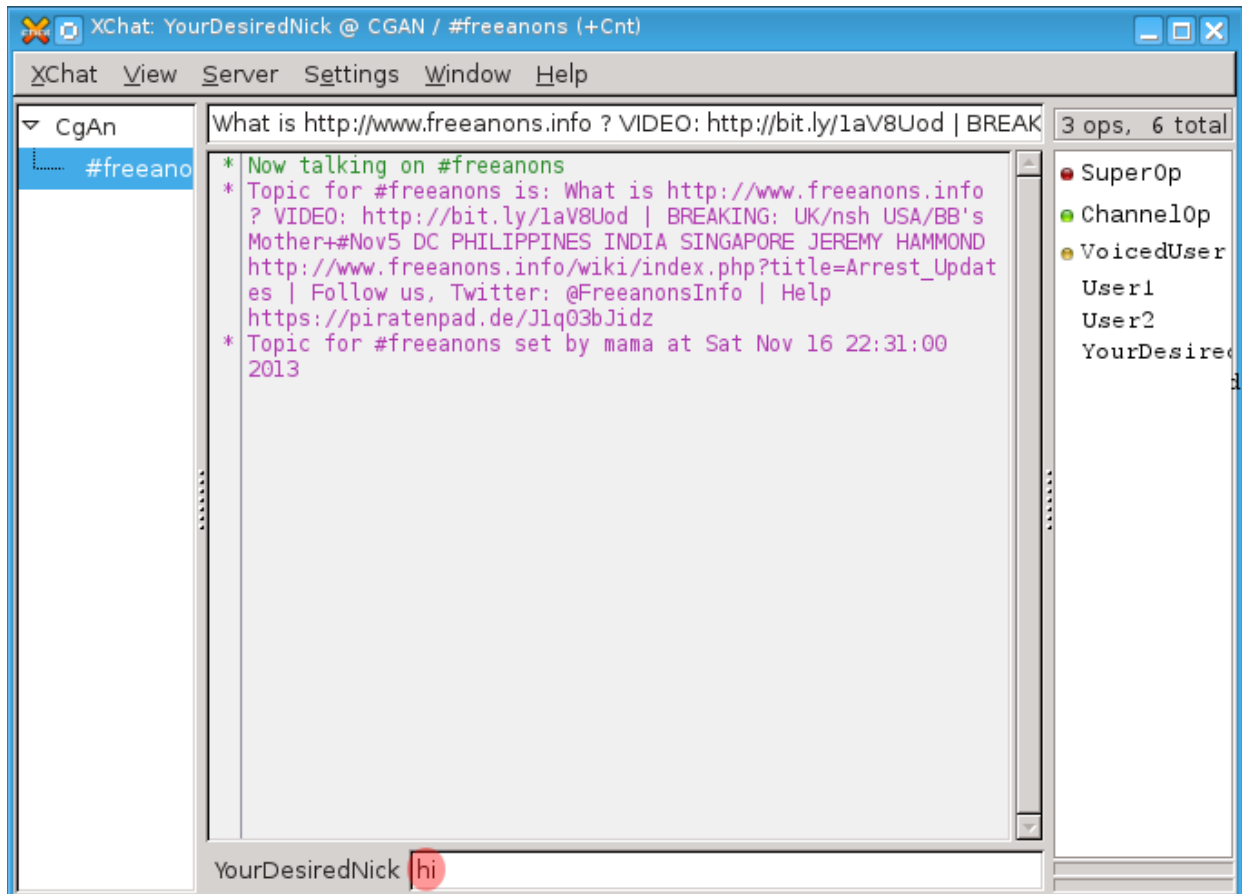 XChat: YourDesiredNick @ CGAN / #freeanons (+Cnt)
XChat View Server Settings Window Help
CgAn
#freeano
What is http://www.freeanons.info ? VIDEO: http://bit.ly/1aV8Uod | BREAK
3 ops, 6 total
* Now talking on #freeanons
* Topic for #freeanons is: What is http://www.freeanons.info
? VIDEO: http://bit.ly/1aV8Uod | BREAKING: UK/nsh USA/BB's
Mother+#Nov5 DC PHILIPPINES INDIA SINGAPORE JEREMY HAMMOND
http://www.freeanons.info/wiki/index.php?title=Arrest_Updat
es | Follow us, Twitter: @FreeanonsInfo | Help
https://piratenpad.de/J1q03bJidz
* Topic for #freeanons set by mama at Sat Nov 16 22:31:00
2013
SuperOp
ChannelOp
VoicedUser
User1
User2
YourDesired
YourDesiredNick hi